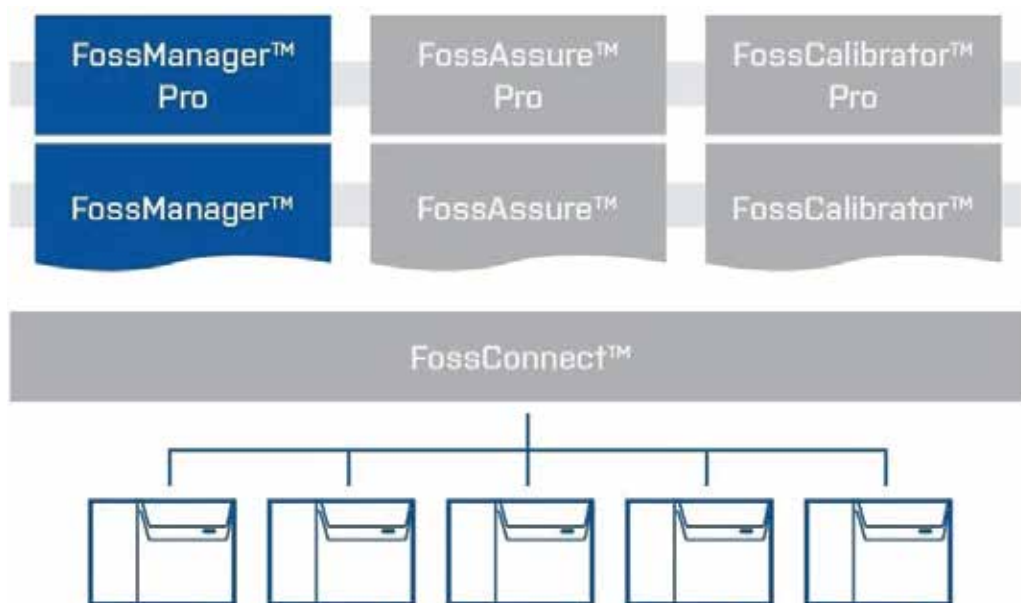 FossManager™
Pro
FossAssure™
Pro
FossCalibrator™
Pro
FossManager™
FossAssure™
FossCalibrator™
FossConnect™